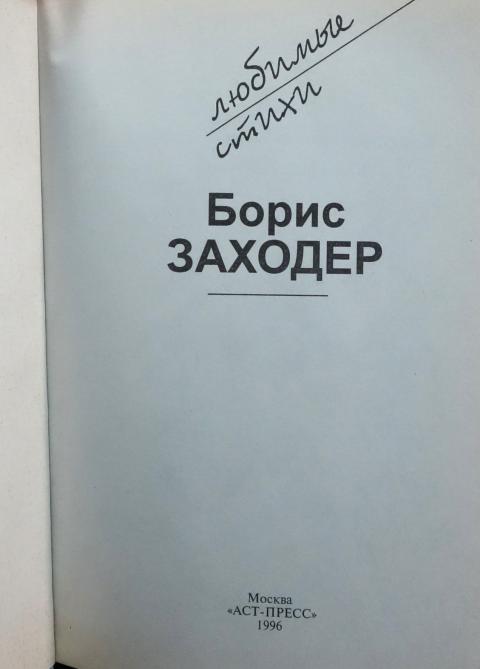 любимые
стихи
Борис
ЗАХОДЕР
Москва
«АСТ-ПРЕСС»
1996